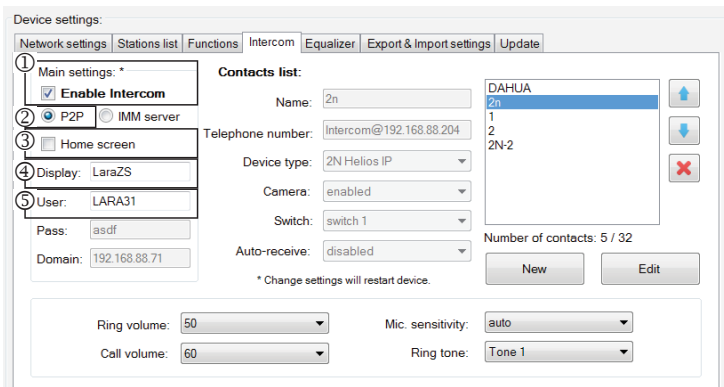 Device settings:
Network settings Stations list Functions Intercom Equalizer Export & Import settings Update
① Main settings: *
Enable Intercom
② P2P IMM server
③ Home screen
④ Display: LaraZS
⑤ User: LARA31
Pass: asdf
Domain: 192.168.88.71
Contacts list:
Name: 2n
Telephone number: Intercom@192.168.88.204
Device type: 2N Helios IP
Camera: enabled
Switch: switch 1
Auto-receive: disabled
* Change settings will restart device.
DAHUA
2n
1
2
2N-2
Number of contacts: 5 / 32
New Edit
Ring volume: 50
Call volume: 60
Mic. sensitivity: auto
Ring tone: Tone 1